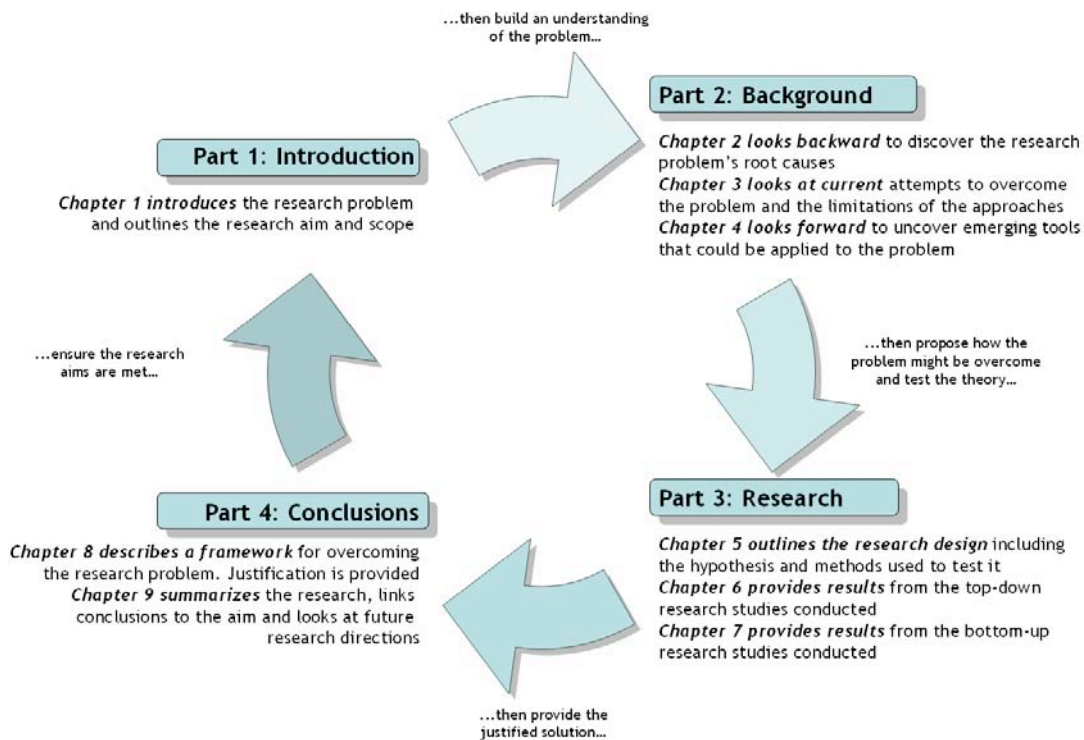 ...then build an understanding
of the problem...
Part 1: Introduction
Chapter 1 introduces the research problem
and outlines the research aim and scope
Part 2: Background
Chapter 2 looks backward to discover the research
problem's root causes
Chapter 3 looks at current attempts to overcome
the problem and the limitations of the approaches
Chapter 4 looks forward to uncover emerging tools
that could be applied to the problem
...ensure the research
aims are met...
...then propose how the
problem might be overcome
and test the theory...
Part 4: Conclusions
Chapter 8 describes a framework for overcoming
the research problem. Justification is provided
Chapter 9 summarizes the research, links
conclusions to the aim and looks at future
research directions
Part 3: Research
Chapter 5 outlines the research design including
the hypothesis and methods used to test it
Chapter 6 provides results from the top-down
research studies conducted
Chapter 7 provides results from the bottom-up
research studies conducted
...then provide the
justified solution...